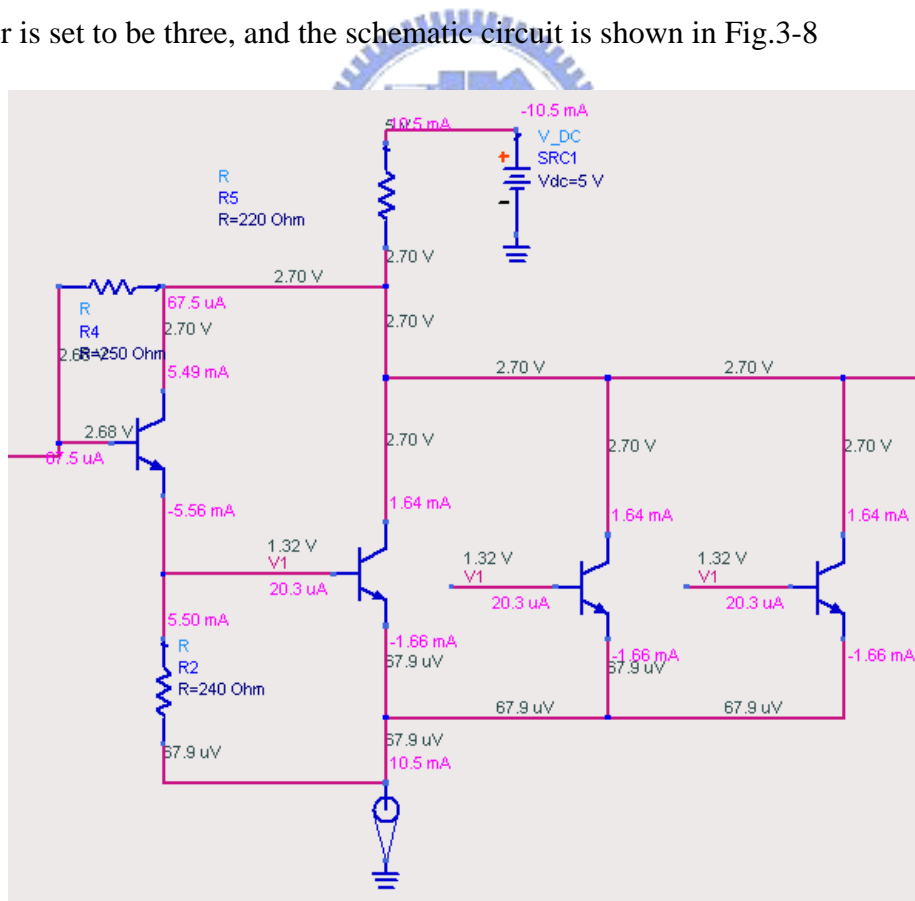 r is set to be three, and the schematic circuit is shown in Fig.3-8
-10.5 mA
10.5 mA
V_DC
SRC1
Vdc=5 V
+
-
R
R5
R=220 Ohm
2.70 V
2.70 V
67.5 uA
R
R4
R=250 Ohm
2.70 V
2.70 V
5.49 mA
2.70 V
2.70 V
2.68 V
67.5 uA
2.70 V
2.70 V
2.70 V
-5.56 mA
1.64 mA
1.64 mA
1.64 mA
1.32 V
V1
20.3 uA
1.32 V
V1
20.3 uA
1.32 V
V1
20.3 uA
5.50 mA
R
R2
R=240 Ohm
-1.66 mA
67.9 uV
-1.66 mA
67.9 uV
-1.66 mA
67.9 uV
67.9 uV
67.9 uV
67.9 uV
10.5 mA